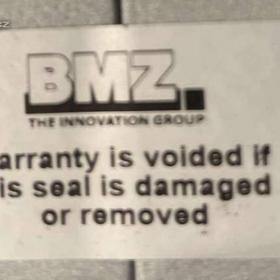 BMZ.
THE INNOVATION GROUP
arranty is voided if
is seal is damaged
or removed